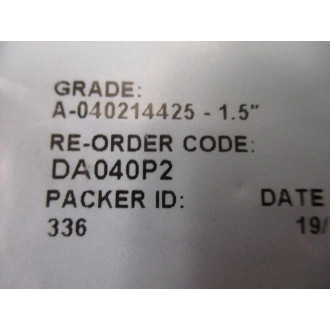 GRADE:
A-040214425 - 1.5"
RE-ORDER CODE:
DA040P2
PACKER ID: DATE
336 19/